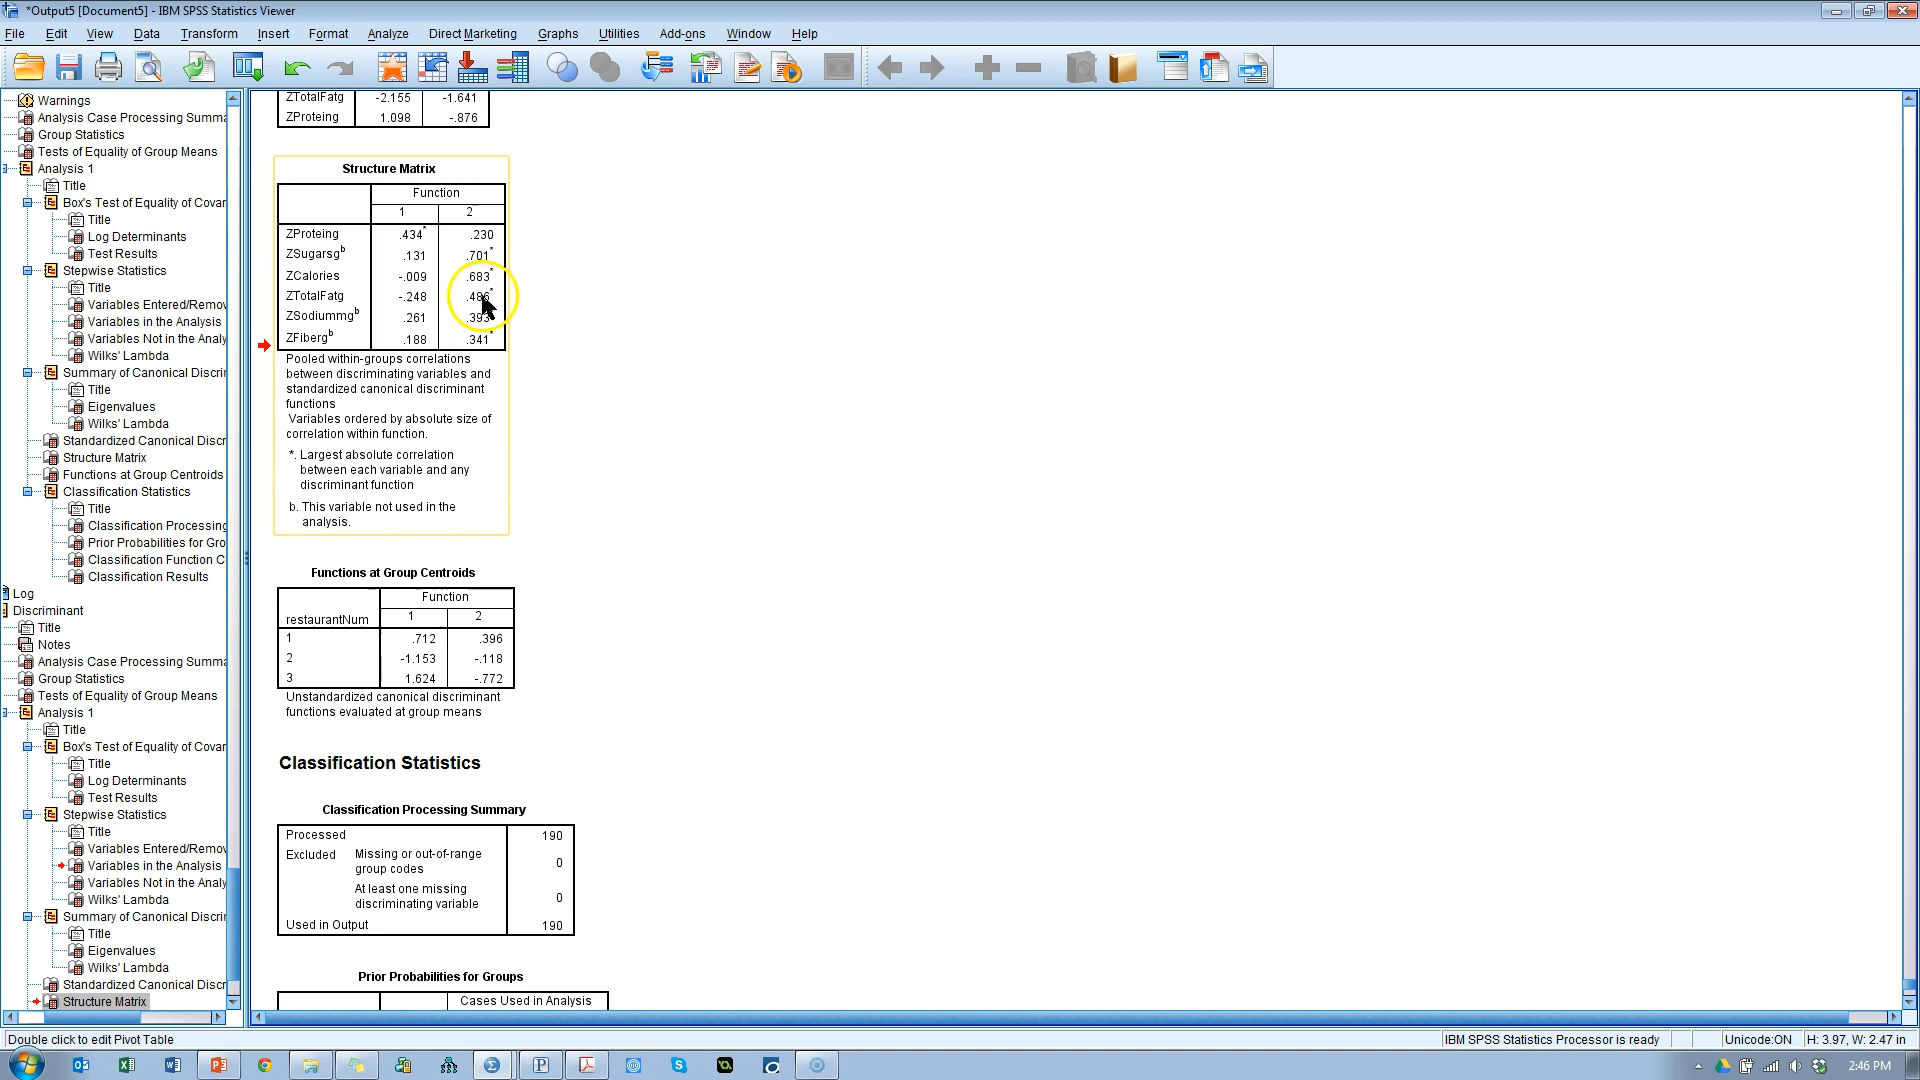 *Output5 [Document5] - IBM SPSS Statistics Viewer
File Edit View Data Transform Insert Format Analyze Direct Marketing Graphs Utilities Add-ons Window Help
Warnings
Analysis Case Processing Summa
Group Statistics
Tests of Equality of Group Means
Analysis 1
Title
Box's Test of Equality of Covar
Title
Log Determinants
Test Results
Stepwise Statistics
Title
Variables Entered/Remov
Variables in the Analysis
Variables Not in the Analy
Wilks' Lambda
Summary of Canonical Discri
Title
Eigenvalues
Wilks' Lambda
Standardized Canonical Discr
Structure Matrix
Functions at Group Centroids
Classification Statistics
Title
Classification Processing
Prior Probabilities for Gro
Classification Function C
Classification Results
Log
Discriminant
Title
Notes
Analysis Case Processing Summa
Group Statistics
Tests of Equality of Group Means
Analysis 1
Title
Box's Test of Equality of Covar
Title
Log Determinants
Test Results
Stepwise Statistics
Title
Variables Entered/Remov
Variables in the Analysis
Variables Not in the Analy
Wilks' Lambda
Summary of Canonical Discri
Title
Eigenvalues
Wilks' Lambda
Standardized Canonical Discr
Structure Matrix
ZTotalFatg -2.155 -1.641
ZProteing 1.098 -.876
Structure Matrix
Function
1 2
ZProteing .434* .230
ZSugarsg b .131 .701*
ZCalories -.009 .683*
ZTotalFatg -.248 .486*
ZSodiummg b .261 .393
ZFiberg b .188 .341*
Pooled within-groups correlations
between discriminating variables and
standardized canonical discriminant
functions
Variables ordered by absolute size of
correlation within function.
*. Largest absolute correlation
between each variable and any
discriminant function
b. This variable not used in the
analysis.
Functions at Group Centroids
Function
restaurantNum 1 2
1 .712 .396
2 -1.153 -.118
3 1.624 -.772
Unstandardized canonical discriminant
functions evaluated at group means
Classification Statistics
Classification Processing Summary
Processed 190
Excluded Missing or out-of-range
group codes 0
At least one missing
discriminating variable 0
Used in Output 190
Prior Probabilities for Groups
Cases Used in Analysis
Double click to edit Pivot Table
IBM SPSS Statistics Processor is ready
Unicode:ON H: 3.97, W: 2.47 in
2:46 PM